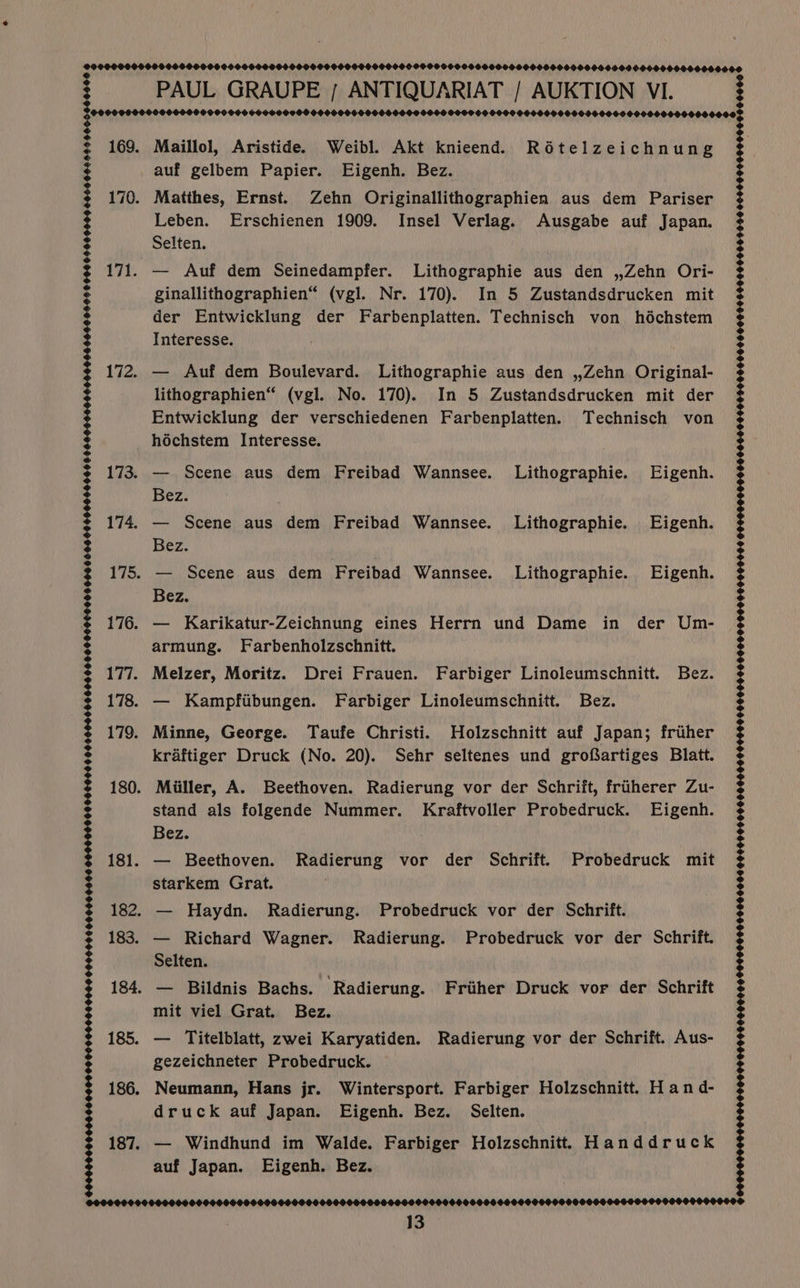 PAUL GRAUPE / ANTIQUARIAT / AUKTION VI.
169. Maillol, Aristide. Weibl. Akt knieend. Rötelzeichnung
auf gelbem Papier. Eigenh. Bez.
170. Matthes, Ernst. Zehn Originallithographien aus dem Pariser
Leben. Erschienen 1909. Insel Verlag. Ausgabe auf Japan.
Selten.
171. — Auf dem Seinedampfer. Lithographie aus den „Zehn Ori-
ginallithographien“ (vgl. Nr. 170). In 5 Zustandsdrucken mit
der Entwicklung der Farbenplatten. Technisch von höchstem
Interesse.
172. — Auf dem Boulevard. Lithographie aus den „Zehn Original-
lithographien“ (vgl. No. 170). In 5 Zustandsdrucken mit der
Entwicklung der verschiedenen Farbenplatten. Technisch von
höchstem Interesse.
173. — Scene aus dem Freibad Wannsee. Lithographie. Eigenh.
Bez.
174. — Scene aus dem Freibad Wannsee. Lithographie. Eigenh.
Bez.
175. — Scene aus dem Freibad Wannsee. Lithographie. Eigenh.
Bez.
176. — Karikatur-Zeichnung eines Herrn und Dame in der Um-
armung. Farbenholzschnitt.
177. Melzer, Moritz. Drei Frauen. Farbiger Linoleumschnitt. Bez.
178. — Kampfübungen. Farbiger Linoleumschnitt. Bez.
179. Minne, George. Taufe Christi. Holzschnitt auf Japan; früher
kräftiger Druck (No. 20). Sehr seltenes und großartiges Blatt.
180. Müller, A. Beethoven. Radierung vor der Schrift, früherer Zu-
stand als folgende Nummer. Kraftvoller Probedruck. Eigenh.
Bez.
181. — Beethoven. Radierung vor der Schrift. Probedruck mit
starkem Grat.
182. — Haydn. Radierung. Probedruck vor der Schrift.
183. — Richard Wagner. Radierung. Probedruck vor der Schrift.
Selten.
184. — Bildnis Bachs. Radierung. Früher Druck vor der Schrift
mit viel Grat. Bez.
185. — Titelblatt, zwei Karyatiden. Radierung vor der Schrift. Aus-
gezeichneter Probedruck.
186. Neumann, Hans jr. Wintersport. Farbiger Holzschnitt. Hand-
druck auf Japan. Eigenh. Bez. Selten.
187. — Windhund im Walde. Farbiger Holzschnitt. Handdruck
auf Japan. Eigenh. Bez.
13